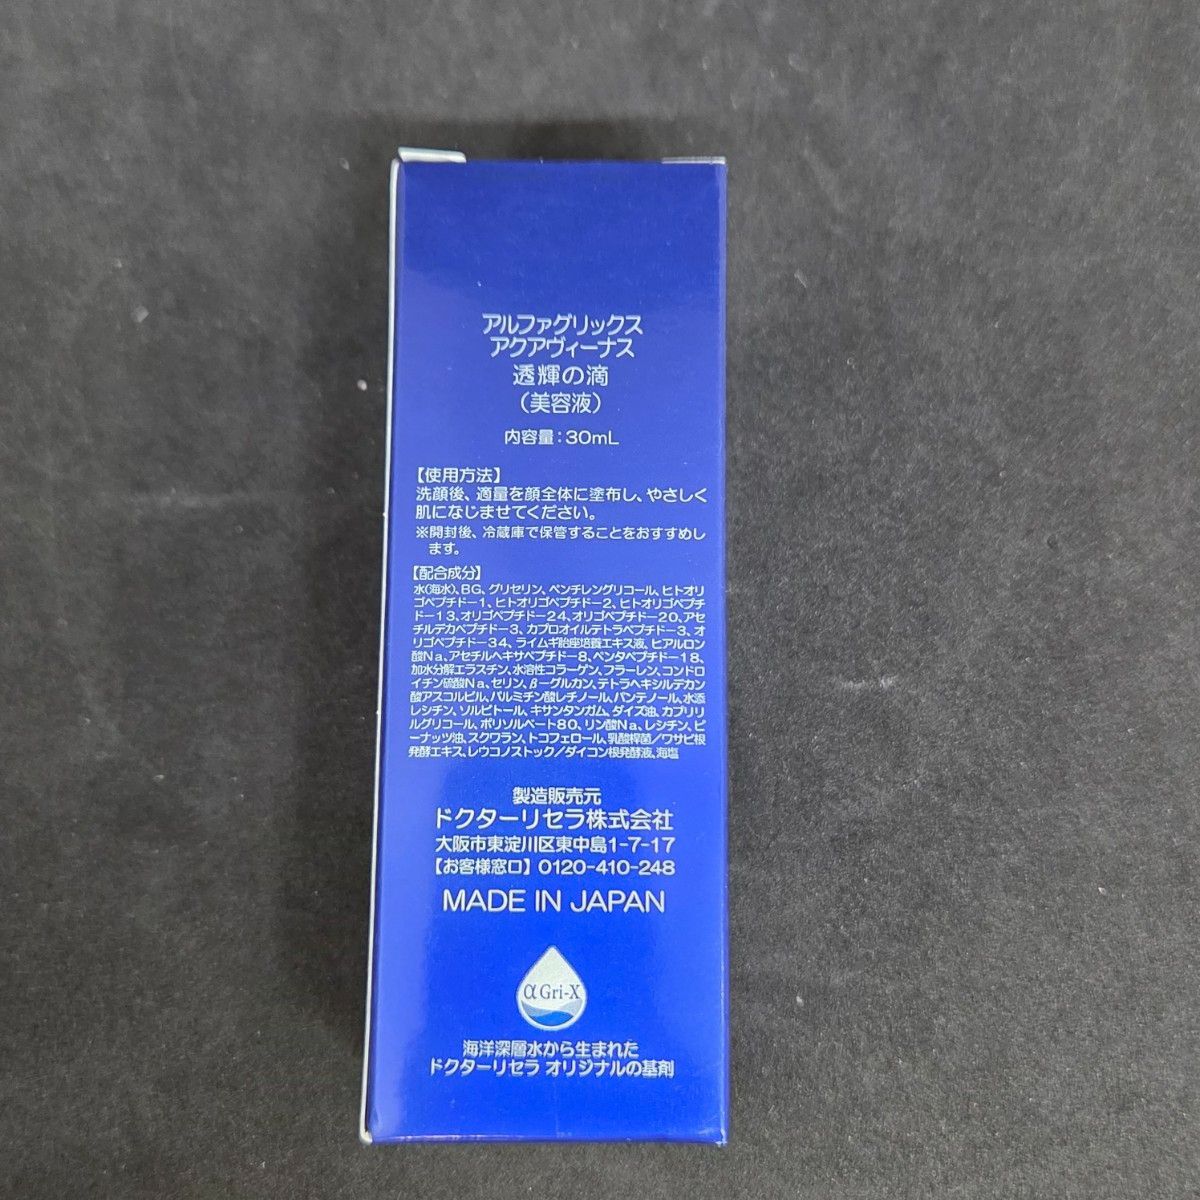 アルファグリックス
アクアヴィーナス
透輝の滴
(美容液)
内容量:30mL
【使用方法】
洗顔後、適量を顔全体に塗布し、やさしく
肌になじませてください。
※開封後、冷蔵庫で保管することをおすすめし
ます。
【配合成分】
水(海水)、BG、グリセリン、ペンチレングリコール、ヒトオリ
ゴペプチド-1、ヒトオリゴペプチド-2、ヒトオリゴペプチ
ド-13、オリゴペプチド-24、オリゴペプチド-20、アセ
チルデカペプチド-3、カプロオイルテトラペプチド-3、オ
リゴペプチド-34、ライムギ胎座培養エキス液、ヒアルロン
酸Na、アセチルヘキサペプチド-8、ペンタペプチド-18、
加水分解エラスチン、水溶性コラーゲン、フラーレン、コンドロ
イチン硫酸Na、セリン、β-グルカン、テトラヘキシルデカン
酸アスコルビル、パルミチン酸レチノール、パンテノール、水添
レシチン、ソルビトール、キサンタンガム、ダイズ油、カプリリ
ルグリコール、ポリソルベート80、リン酸Na、レシチン、ピ
ーナッツ油、スクワラン、トコフェロール、乳酸桿菌/ワサビ根
発酵エキス、レウコノストック/ダイコン根発酵液、海塩
製造販売元
ドクターリセラ株式会社
大阪市東淀川区東中島1-7-17
【お客様窓口】0120-410-248
MADE IN JAPAN
α Gri-X
海洋深層水から生まれた
ドクターリセラ オリジナルの基剤